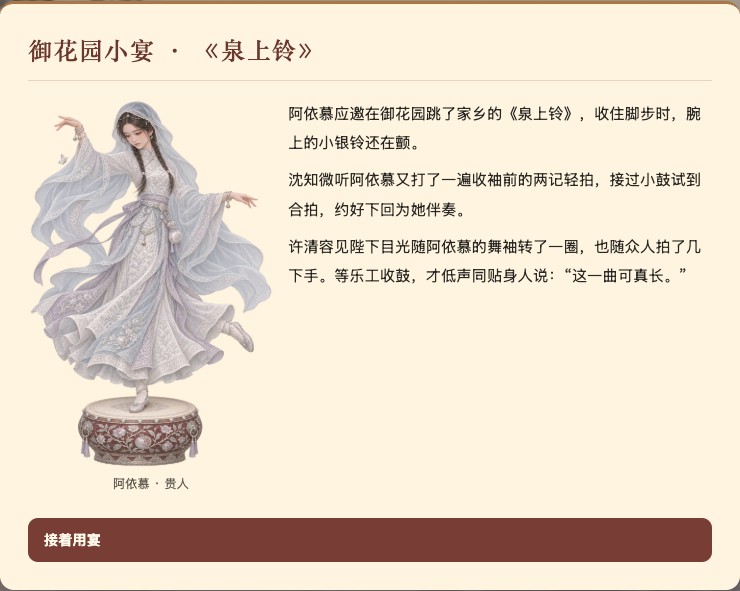 御花园小宴 · 《泉上铃》
阿依慕应邀在御花园跳了家乡的《泉上铃》，收住脚步时，腕
上的小银铃还在颤。
沈知微听阿依慕又打了一遍收袖前的两记轻拍，接过小鼓试到
合拍，约好下回为她伴奏。
许清容见陛下目光随阿依慕的舞袖转了一圈，也随众人拍了几
下手。等乐工收鼓，才低声同贴身人说：“这一曲可真长。”
阿依慕 · 贵人
接着用宴